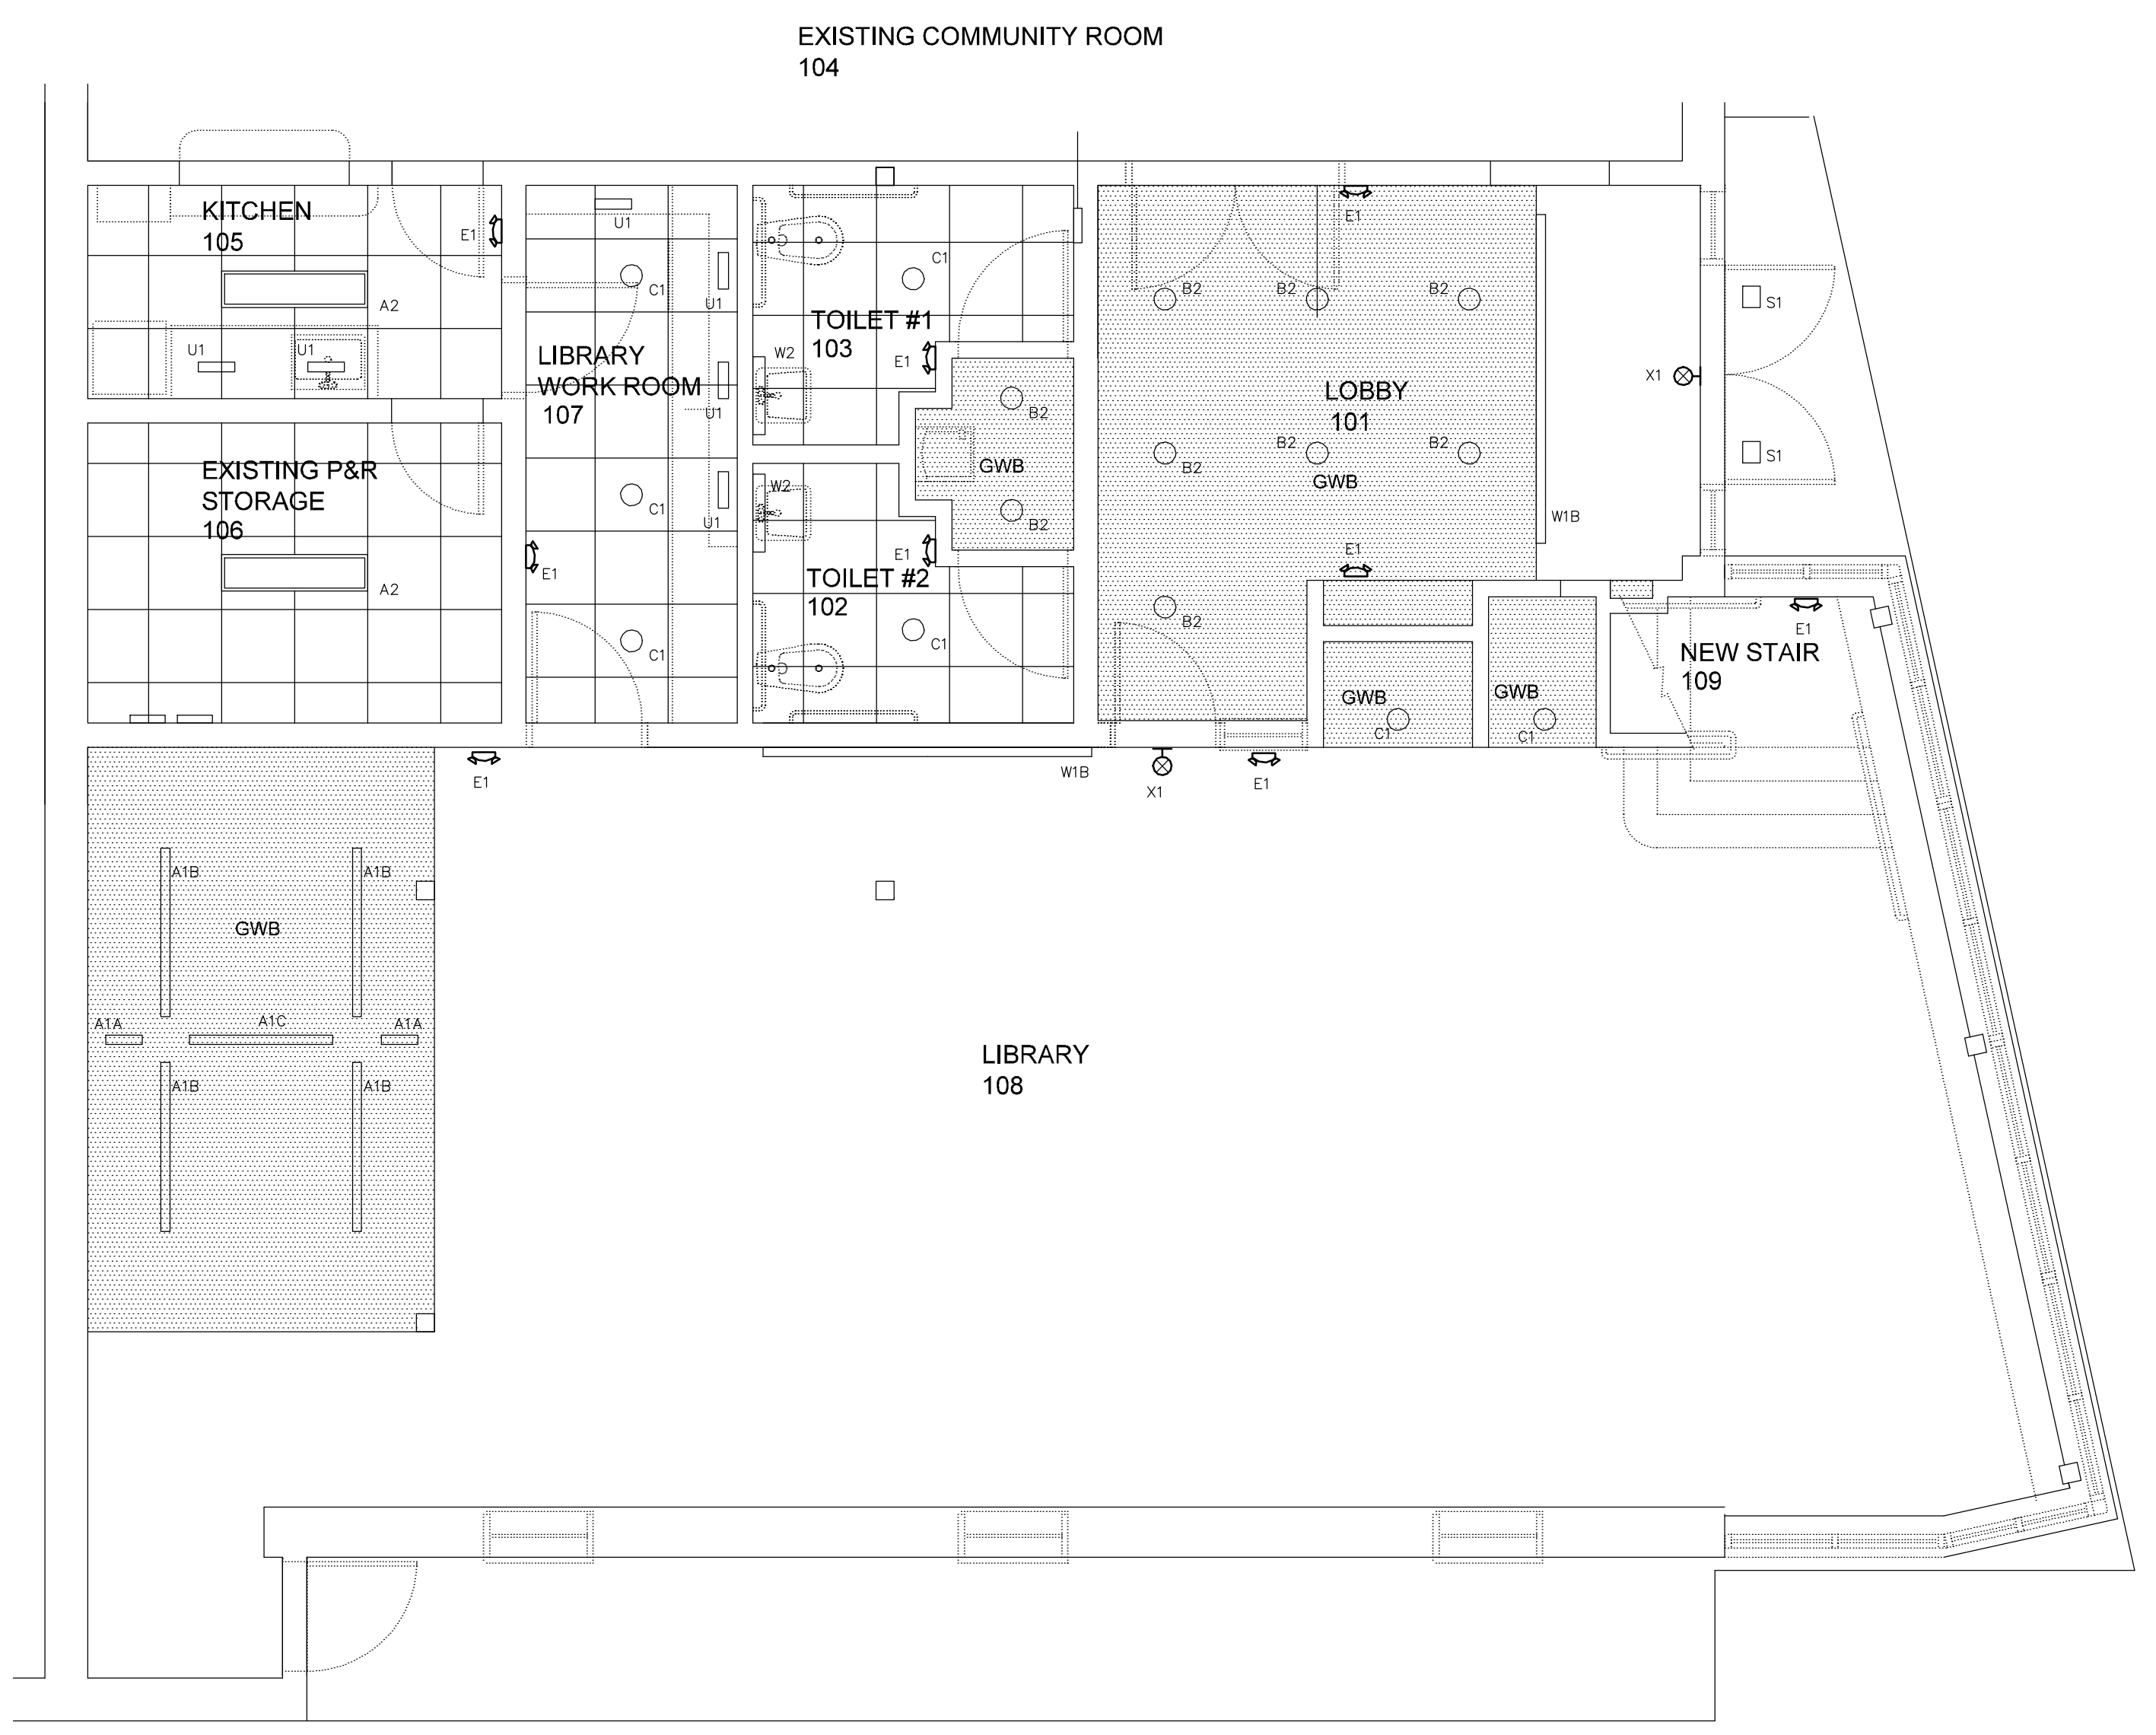 EXISTING COMMUNITY ROOM
104
KITCHEN
105
E1
A2
U1
U1
EXISTING P&R
STORAGE
106
A2
U1
C1
U1
LIBRARY
WORK ROOM
107
U1
C1
U1
E1
C1
C1
TOILET #1
103
W2
E1
B2
GWB
B2
W2
E1
TOILET #2
102
C1
E1
B2
B2
B2
LOBBY
101
B2
B2
B2
GWB
E1
B2
W1B
X1
S1
S1
GWB
C1
GWB
C1
E1
NEW STAIR
109
E1
W1B
X1
E1
A1B
A1B
GWB
A1A
A1C
A1A
A1B
A1B
LIBRARY
108